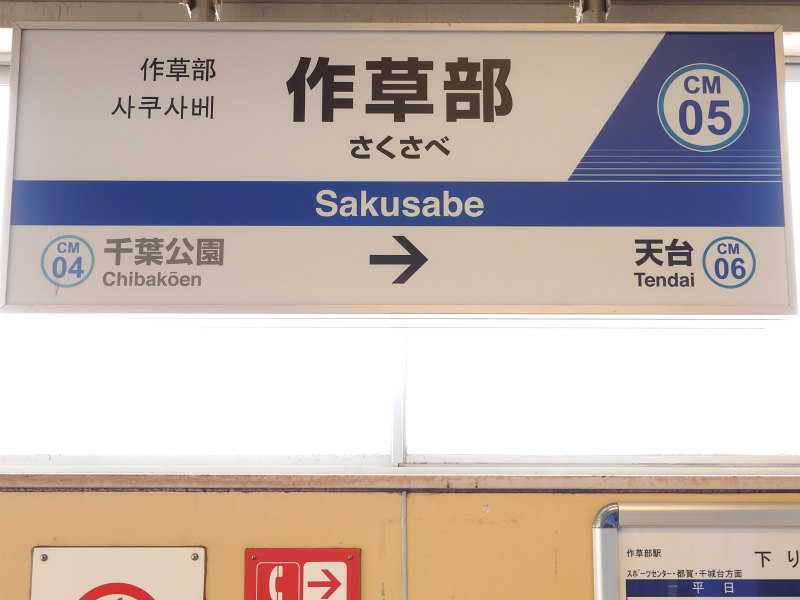 作草部
사쿠사베
作草部
さくさべ
CM
05
Sakusabe
CM
04
千葉公園
Chibakōen
天台
Tendai
CM
06
作草部駅
下り
スポーツセンター・都賀・千城台方面
平日